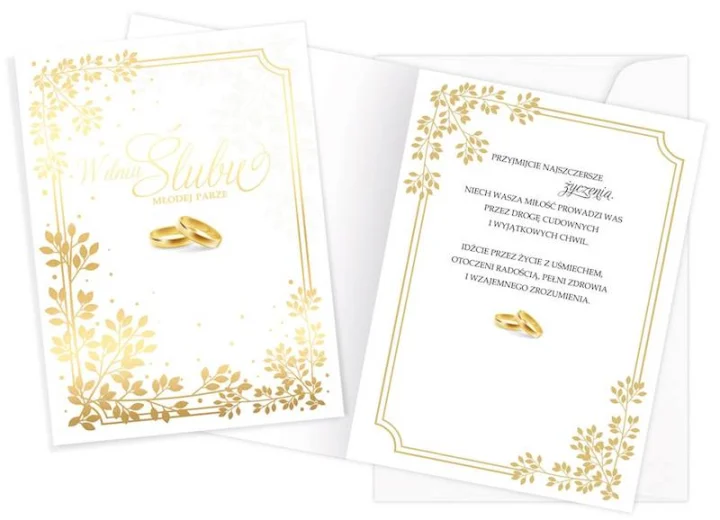 W dniu Ślubu
MŁODEJ PARZE
PRZYJMIJCIE NAJSZCZERSZE
życzenia.
NIECH WASZA MIŁOŚĆ PROWADZI WAS
PRZEZ DROGĘ CUDOWNYCH
I WYJĄTKOWYCH CHWIL.
IDŹCIE PRZEZ ŻYCIE Z UŚMIECHEM,
OTOCZENI RADOŚCIĄ, PEŁNI ZDROWIA
I WZAJEMNEGO ZROZUMIENIA.